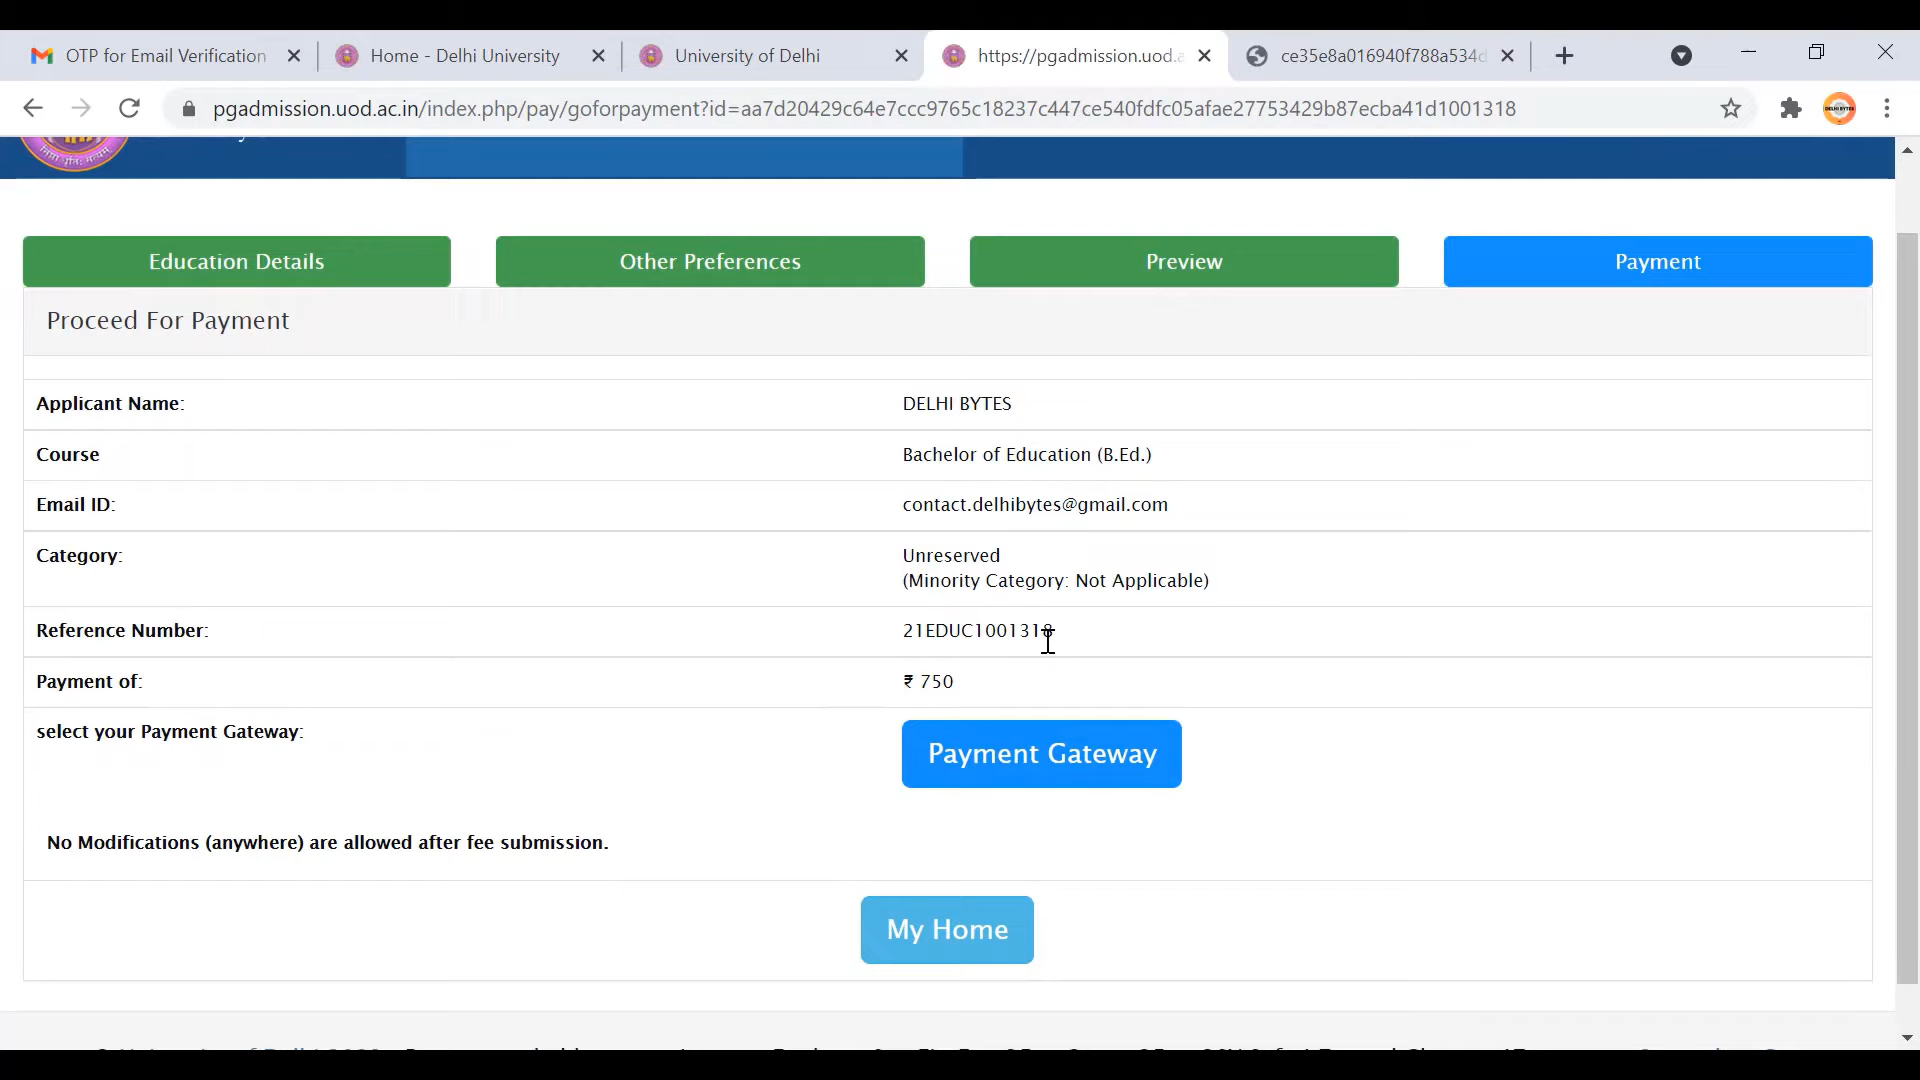 OTP for Email Verification
Home - Delhi University
University of Delhi
https://pgadmission.uod.a
ce35e8a016940f788a534d
pgadmission.uod.ac.in/index.php/pay/goforpayment?id=aa7d20429c64e7ccc9765c18237c447ce540fdfc05afae27753429b87ecba41d1001318
Education Details
Other Preferences
Preview
Payment
Proceed For Payment
Applicant Name:
DELHI BYTES
Course
Bachelor of Education (B.Ed.)
Email ID:
contact.delhibytes@gmail.com
Category:
Unreserved
(Minority Category: Not Applicable)
Reference Number:
21EDUC1001318
Payment of:
₹ 750
select your Payment Gateway:
Payment Gateway
No Modifications (anywhere) are allowed after fee submission.
My Home